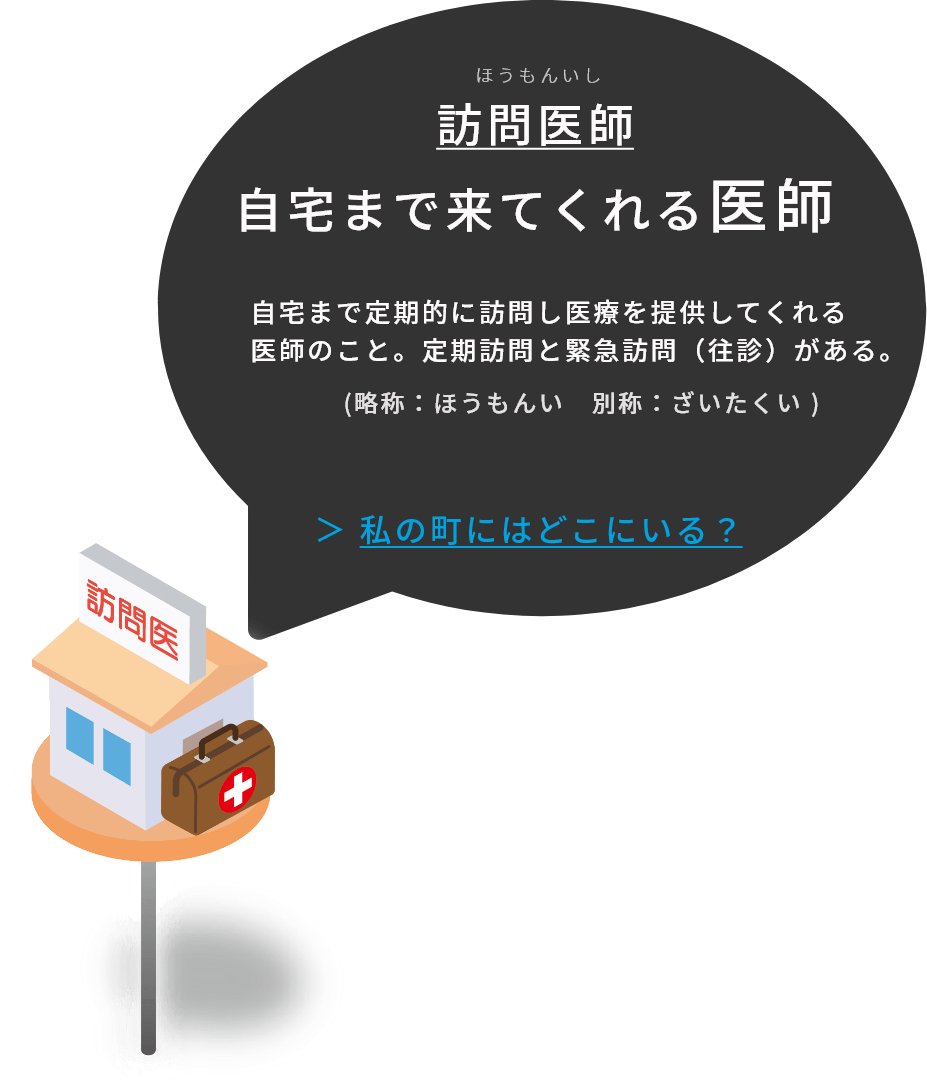 ほうもんいし
訪問医師
自宅まで来てくれる医師
自宅まで定期的に訪問し医療を提供してくれる
医師のこと。定期訪問と緊急訪問（往診）がある。
(略称：ほうもんい　別称：ざいたくい )
＞ 私の町にはどこにいる？
訪問医